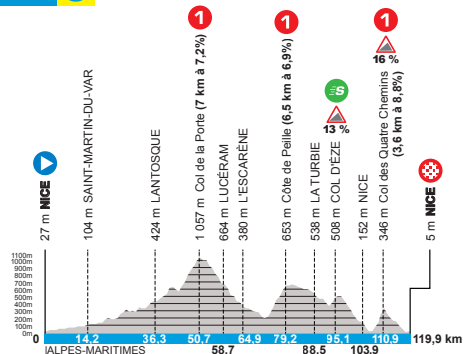 1
7
1
16 %
S
13 %
27 m NICE
104 m SAINT-MARTIN-DU-VAR
424 m LANTOSQUE
1 057 m Col de la Porte (7 km à 7,2%)
664 m LUCÉRAM
380 m L'ESCARÈNE
653 m Côte de Peille (6,5 km à 6,9%)
538 m LA TURBIE
508 m COL D'ÈZE
152 m NICE
346 m Col des Quatre Chemins
(3,6 km à 8,8%)
5 m NICE
1100m
1000m
900m
800m
700m
600m
500m
400m
300m
200m
100m
0m
0 14.2 36.3 50.7 64.9 79.2 95.1 110.9 119,9 km
ALPES-MARITIMES 58.7 88.5 103.9